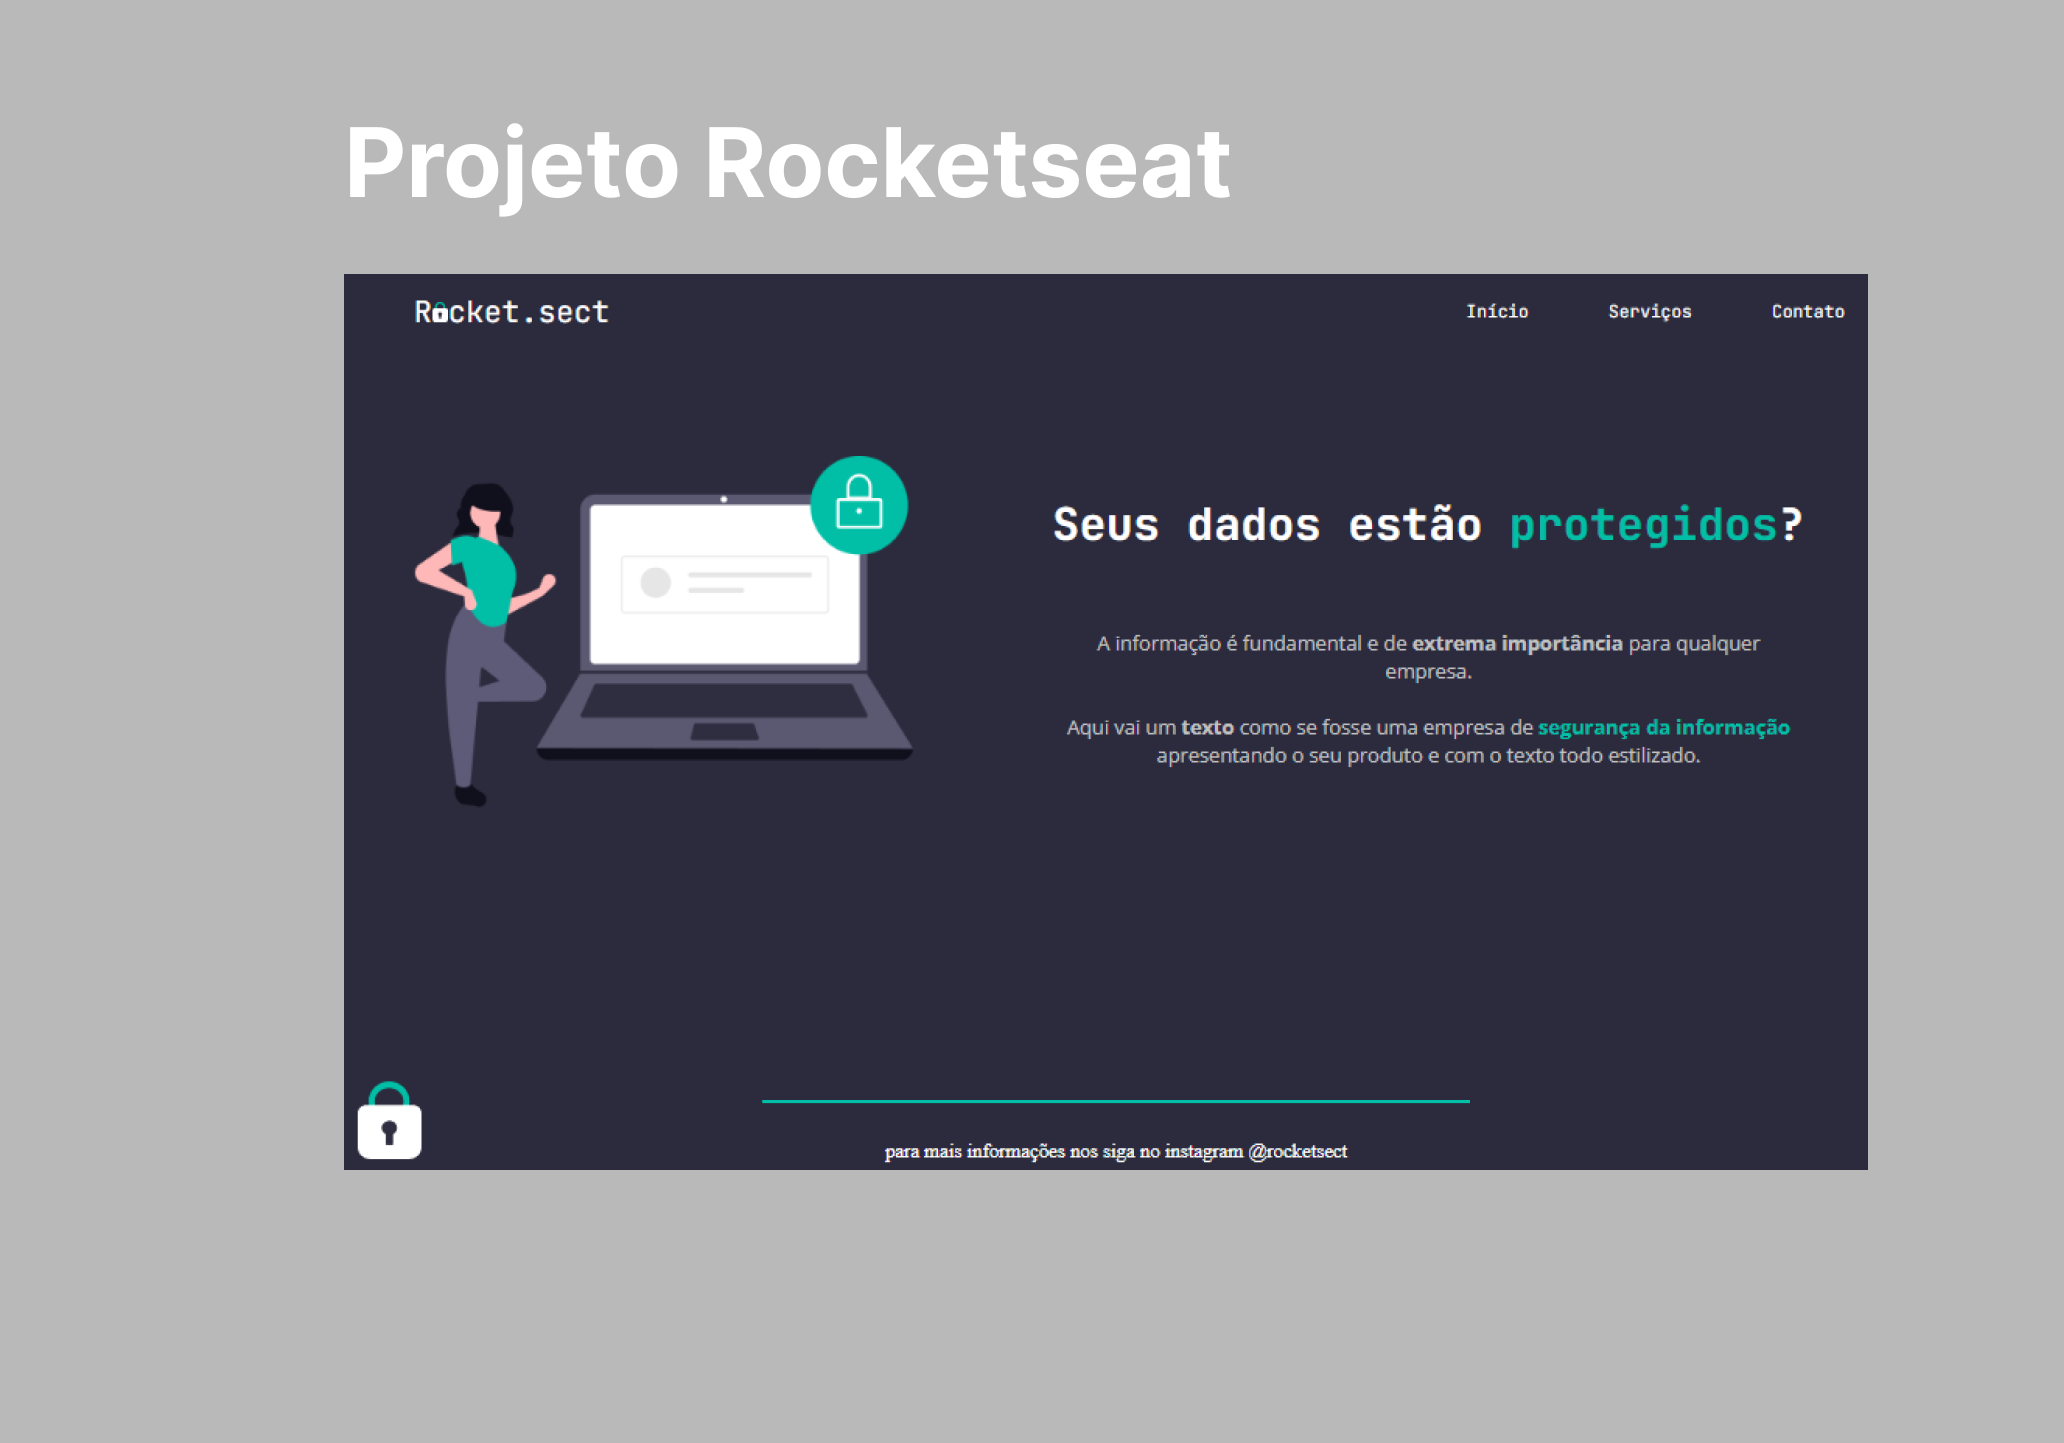 Projeto Rocketseat
Rocket.sect
Início Serviços Contato
Seus dados estão protegidos?
A informação é fundamental e de extrema importância para qualquer
empresa.
Aqui vai um texto como se fosse uma empresa de segurança da informação
apresentando o seu produto e com o texto todo estilizado.
para mais informações nos siga no instagram @rocketsect